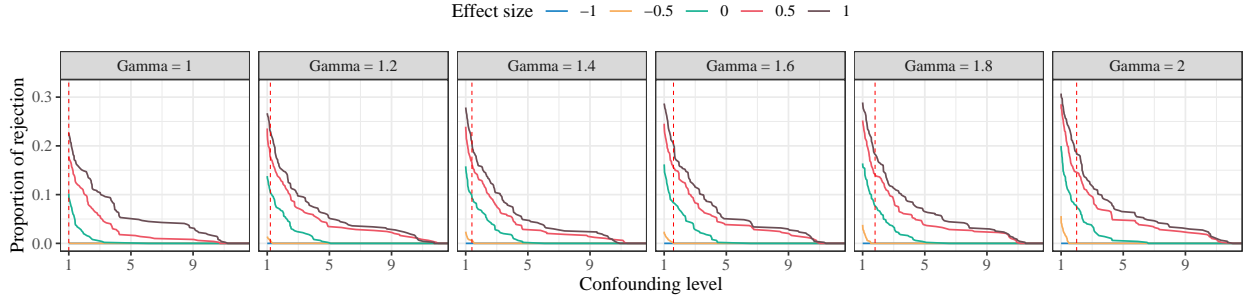 Effect size −1 −0.5 0 0.5 1
Gamma = 1 Gamma = 1.2 Gamma = 1.4 Gamma = 1.6 Gamma = 1.8 Gamma = 2
Proportion of rejection
0.3
0.2
0.1
0.0
1 5 9 1 5 9 1 5 9 1 5 9 1 5 9 1 5 9
Confounding level